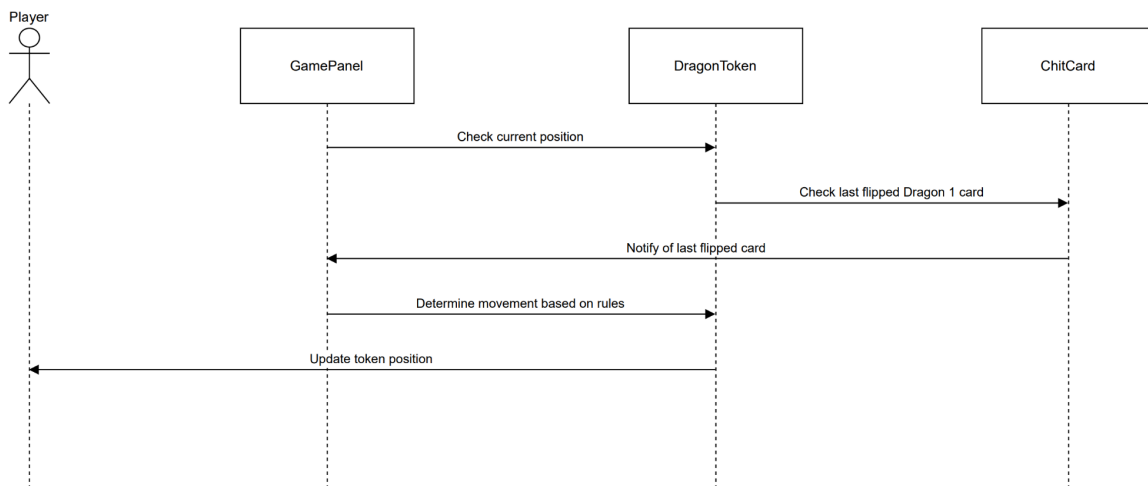 Player
GamePanel
DragonToken
ChitCard
Check current position
Check last flipped Dragon 1 card
Notify of last flipped card
Determine movement based on rules
Update token position